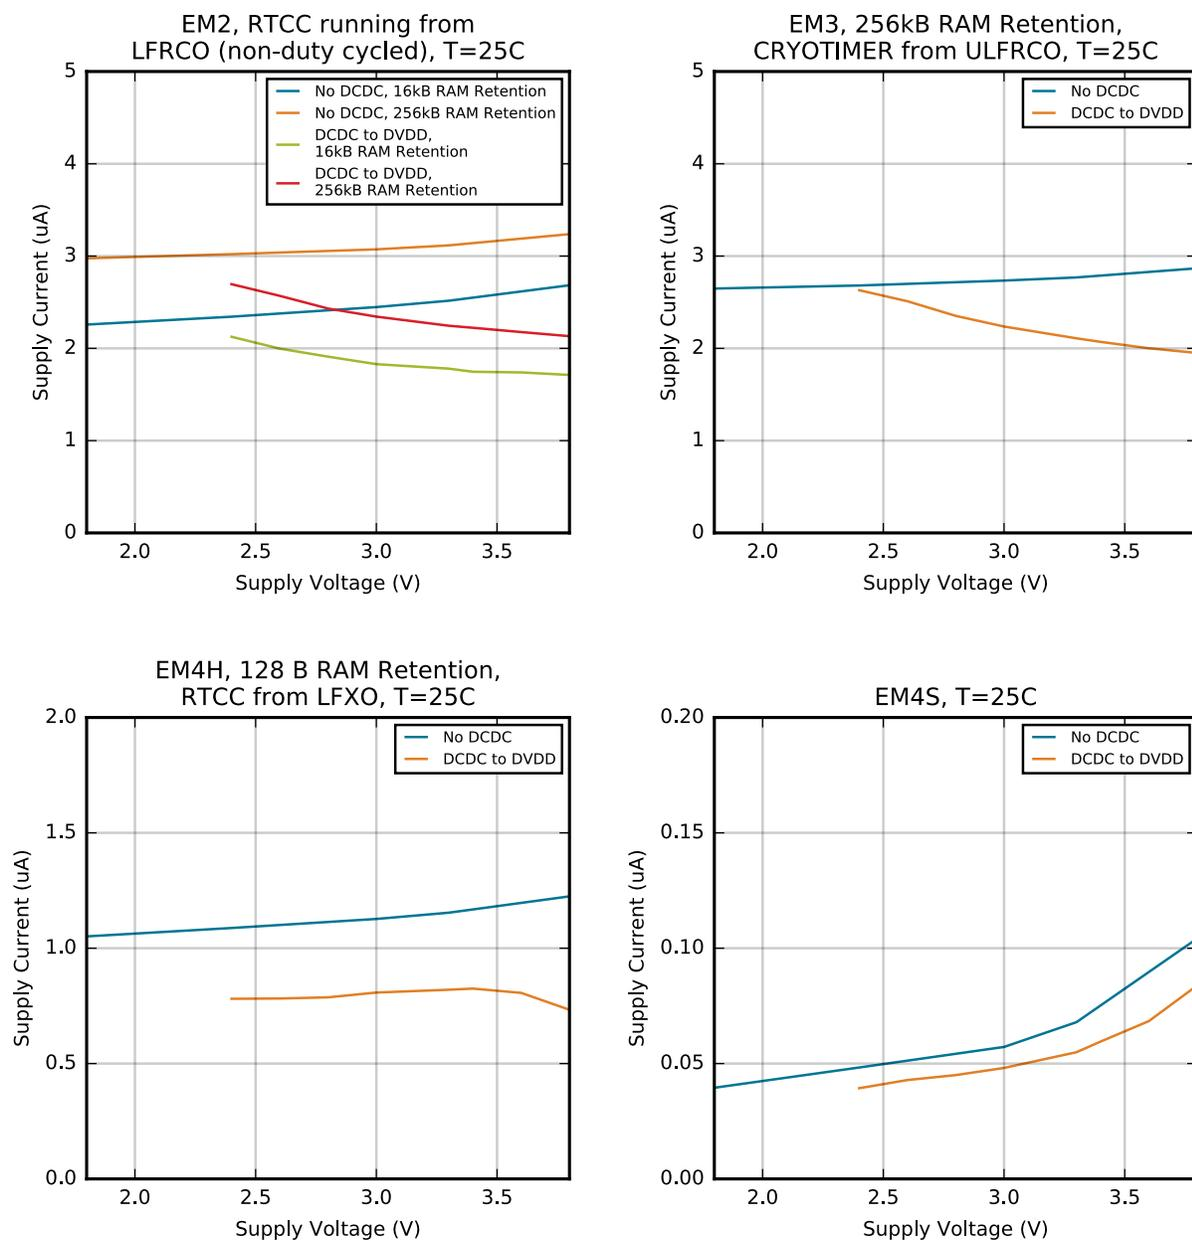 EM2, RTCC running from
LFRCO (non-duty cycled), T=25C
5
4
3
2
1
0
Supply Current (uA)
No DCDC, 16kB RAM Retention
No DCDC, 256kB RAM Retention
DCDC to DVDD,
16kB RAM Retention
DCDC to DVDD,
256kB RAM Retention
2.0
2.5
3.0
3.5
Supply Voltage (V)
EM3, 256kB RAM Retention,
CRYOTIMER from ULFRCO, T=25C
5
4
3
2
1
0
Supply Current (uA)
No DCDC
DCDC to DVDD
2.0
2.5
3.0
3.5
Supply Voltage (V)
EM4H, 128 B RAM Retention,
RTCC from LFXO, T=25C
2.0
1.5
1.0
0.5
0.0
Supply Current (uA)
No DCDC
DCDC to DVDD
2.0
2.5
3.0
3.5
Supply Voltage (V)
EM4S, T=25C
0.20
0.15
0.10
0.05
0.00
Supply Current (uA)
No DCDC
DCDC to DVDD
2.0
2.5
3.0
3.5
Supply Voltage (V)